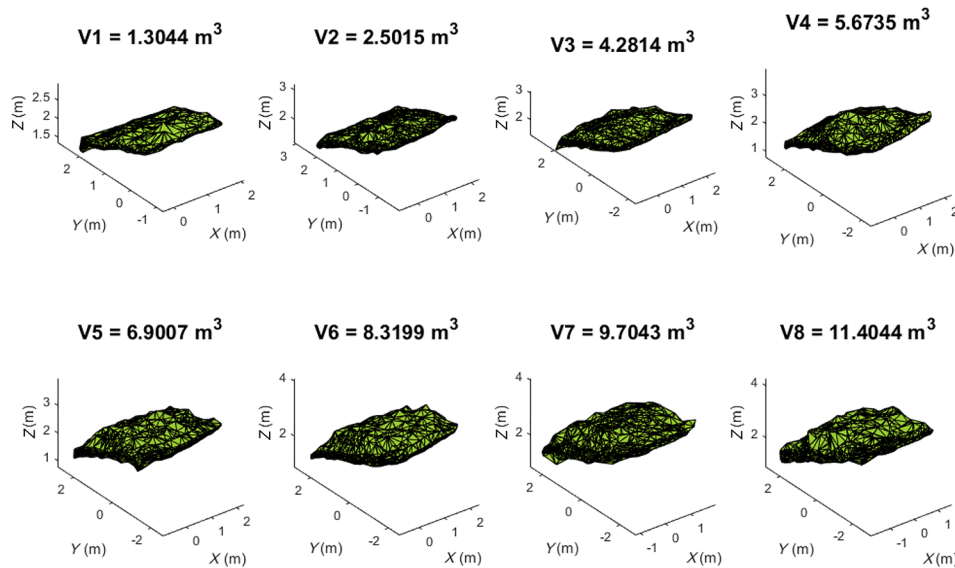 V1 = 1.3044 m³
Z (m)
2.5
2
1.5
2
1
0
-1
Y (m)
0
1
2
X (m)
V2 = 2.5015 m³
Z (m)
3
2
3
2
1
0
-1
Y (m)
0
1
2
X (m)
V3 = 4.2814 m³
Z (m)
3
2
2
0
-2
Y (m)
0
1
2
X (m)
V4 = 5.6735 m³
Z (m)
3
2
1
2
0
-2
Y (m)
0
1
2
X (m)
V5 = 6.9007 m³
Z (m)
3
2
1
2
0
-2
Y (m)
0
1
2
X (m)
V6 = 8.3199 m³
Z (m)
4
2
2
0
-2
Y (m)
0
1
2
X (m)
V7 = 9.7043 m³
Z (m)
4
2
2
0
-2
Y (m)
-1
0
1
X (m)
V8 = 11.4044 m³
Z (m)
4
2
2
0
-2
Y (m)
-1
0
1
X (m)